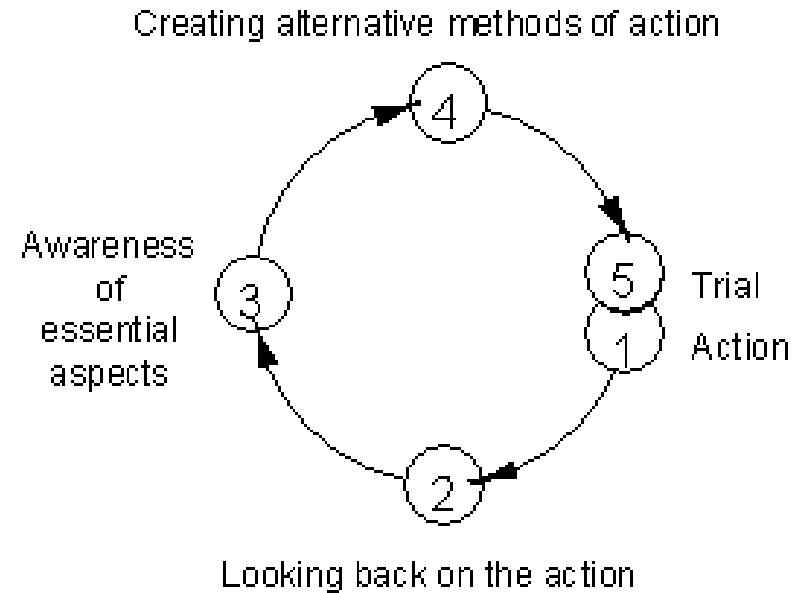 Creating alternative methods of action
4
5
Trial
1
Action
Awareness
of
essential
aspects
3
2
Looking back on the action